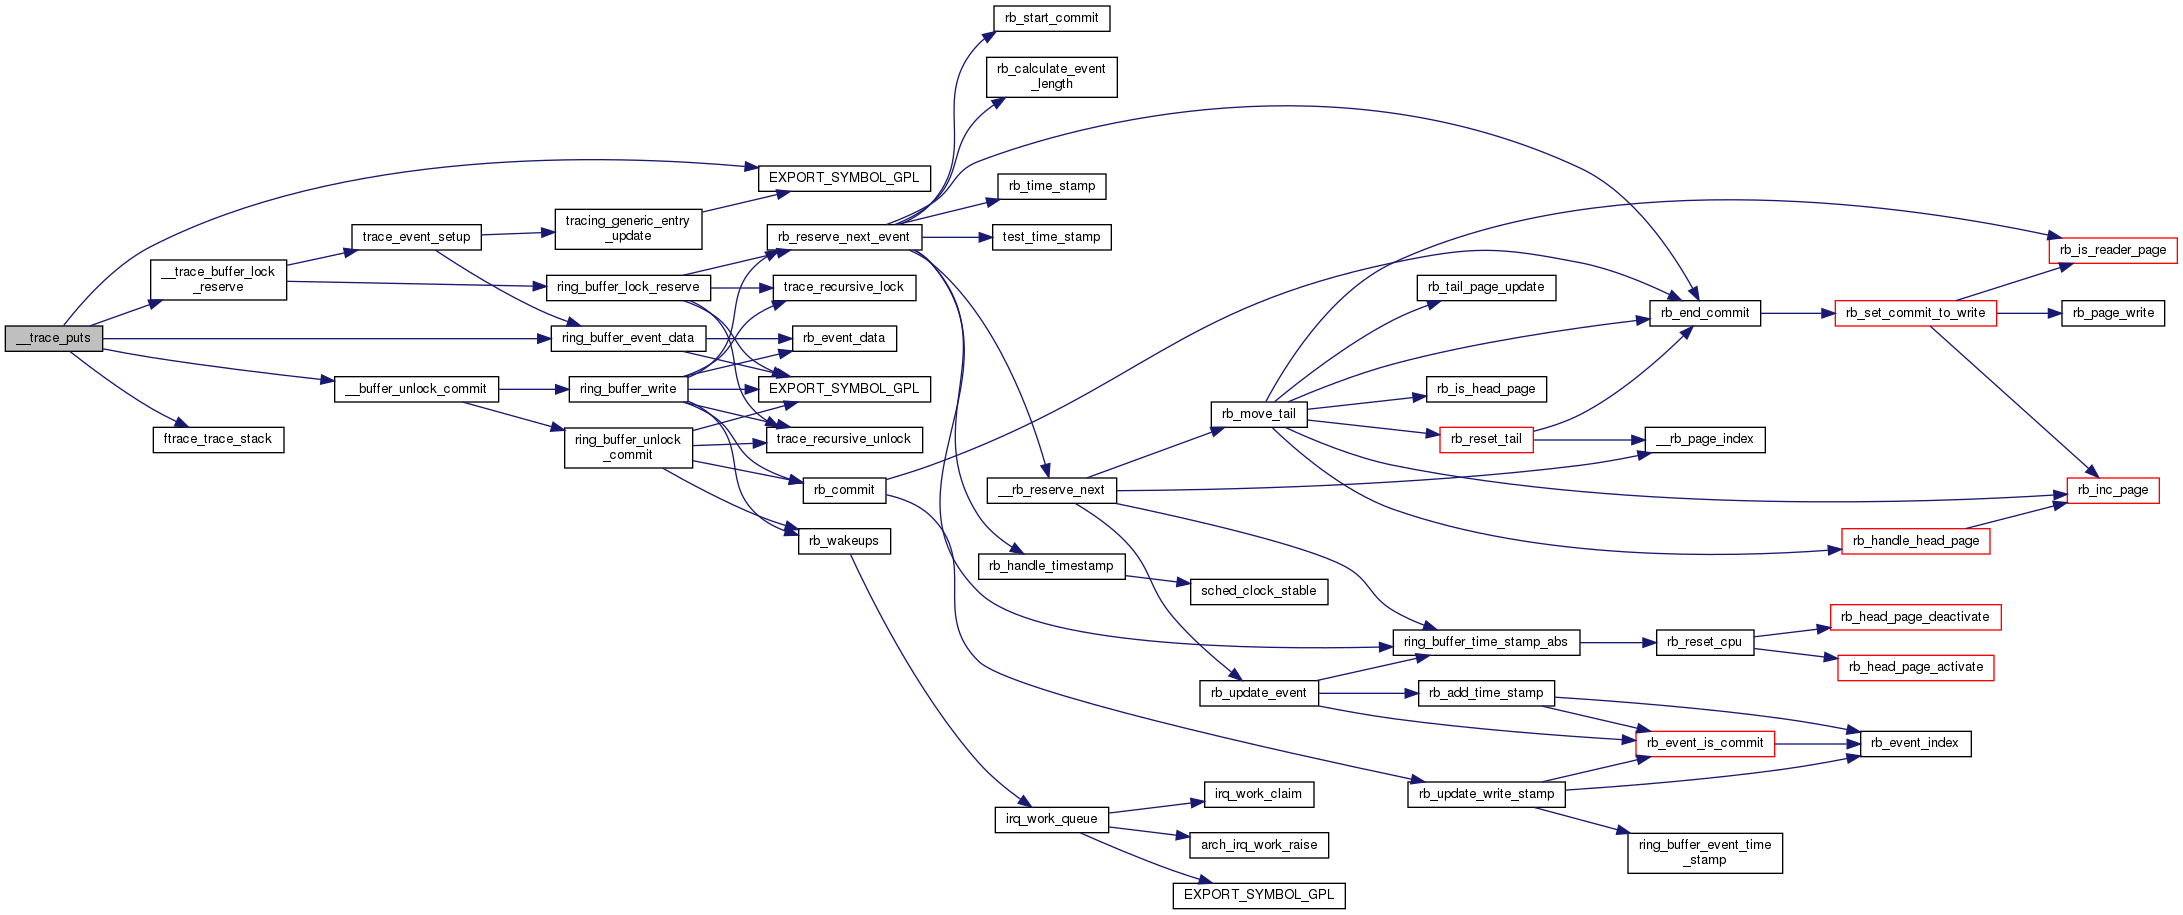 __trace_puts
__trace_buffer_lock
_reserve
ftrace_trace_stack
trace_event_setup
__buffer_unlock_commit
tracing_generic_entry
_update
ring_buffer_lock_reserve
ring_buffer_event_data
ring_buffer_write
ring_buffer_unlock
_commit
EXPORT_SYMBOL_GPL
rb_reserve_next_event
trace_recursive_lock
rb_event_data
EXPORT_SYMBOL_GPL
trace_recursive_unlock
rb_commit
rb_wakeups
rb_start_commit
rb_calculate_event
_length
rb_time_stamp
test_time_stamp
__rb_reserve_next
rb_handle_timestamp
irq_work_queue
rb_move_tail
sched_clock_stable
rb_update_event
irq_work_claim
arch_irq_work_raise
EXPORT_SYMBOL_GPL
rb_tail_page_update
rb_is_head_page
rb_reset_tail
ring_buffer_time_stamp_abs
rb_add_time_stamp
rb_update_write_stamp
rb_end_commit
__rb_page_index
rb_reset_cpu
rb_event_is_commit
ring_buffer_event_time
_stamp
rb_set_commit_to_write
rb_handle_head_page
rb_head_page_deactivate
rb_head_page_activate
rb_event_index
rb_is_reader_page
rb_page_write
rb_inc_page